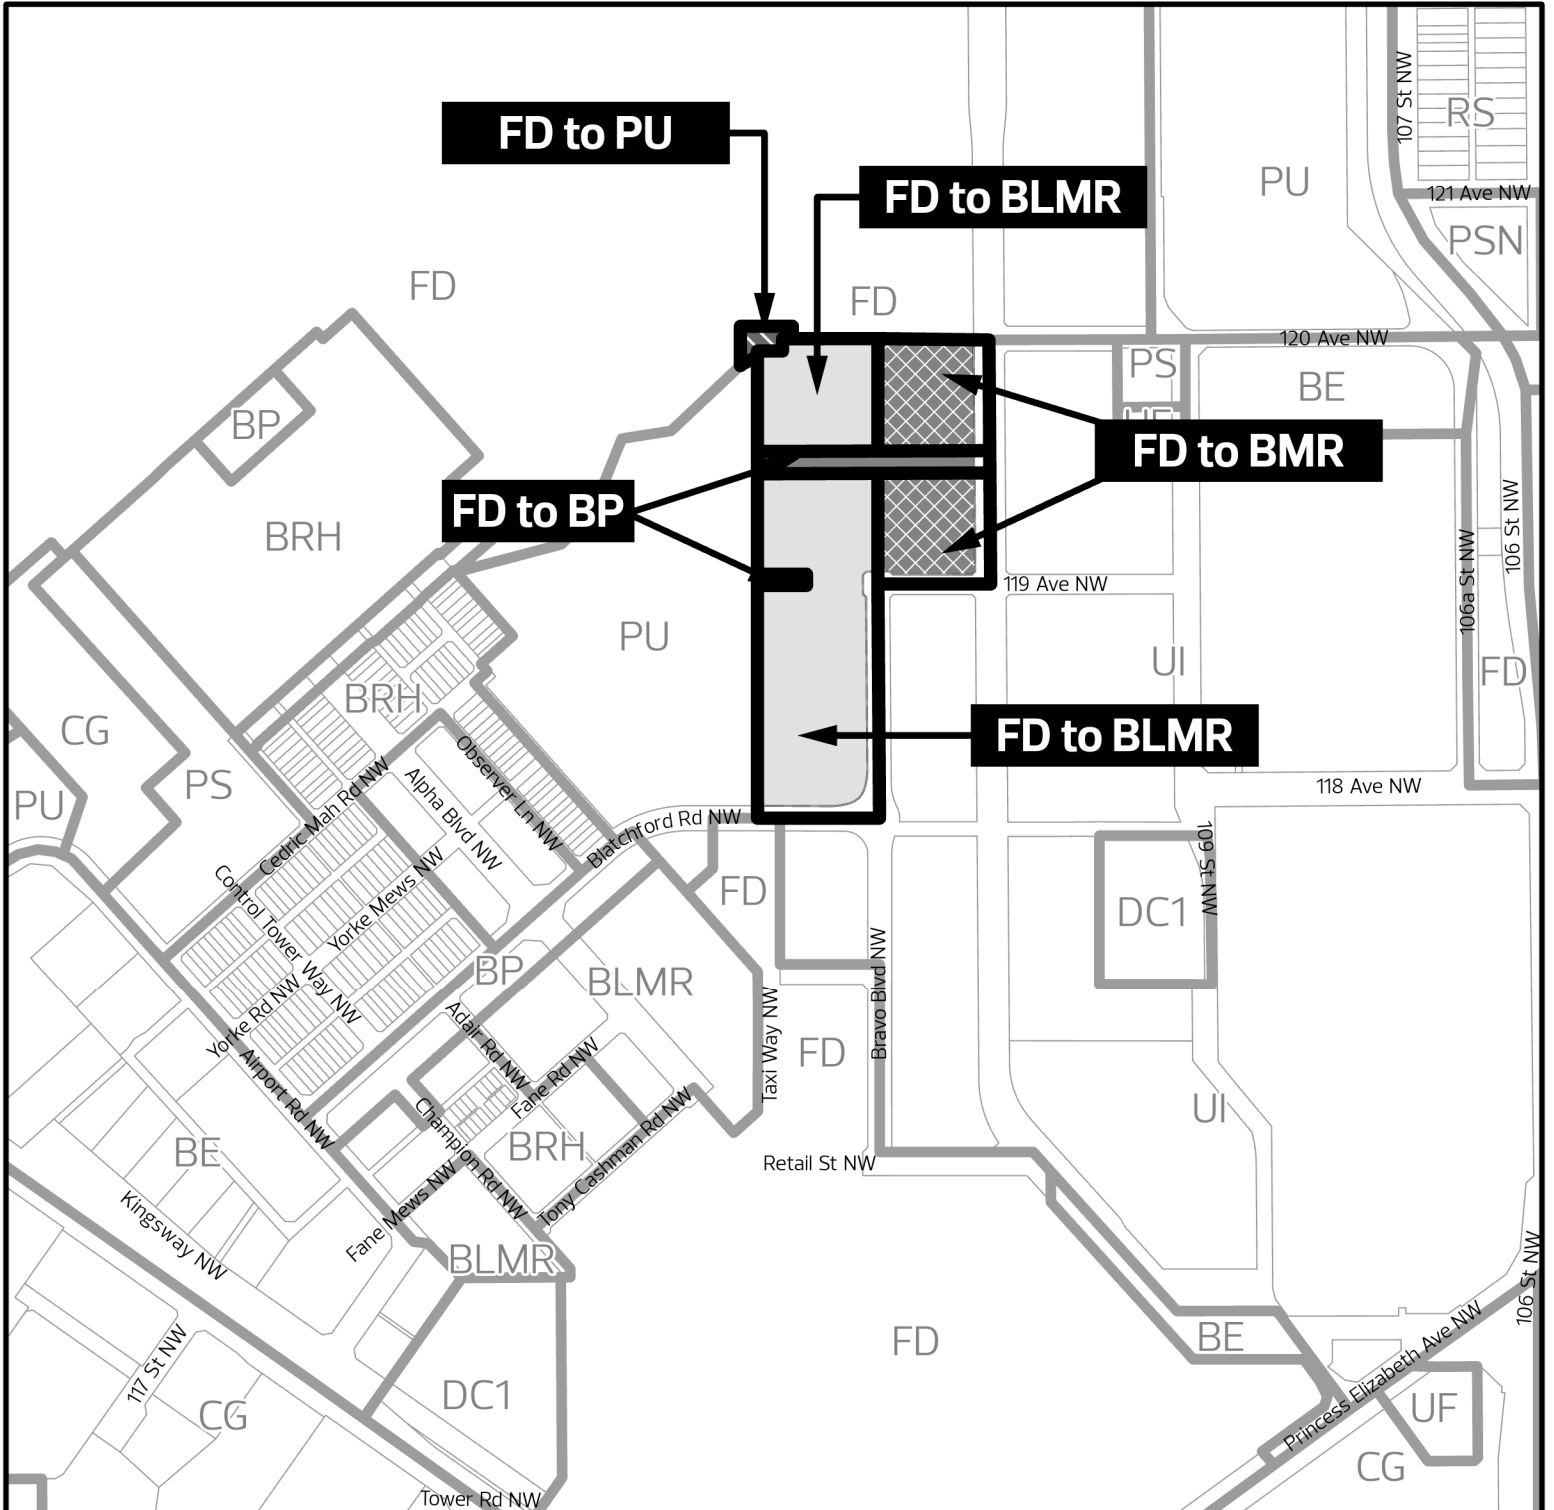 107 St NW
RS
FD to PU
PU
121 Ave NW
FD to BLMR
PSN
FD
FD
120 Ave NW
PS
BE
BP
UF
FD to BMR
FD to BP
BRH
106 St NW
106a St NW
119 Ave NW
PU
UI
FD
BRH
CG
FD to BLMR
PS
PU
118 Ave NW
Observer Ln NW
Cedric Mah Rd NW
Alpha Blvd NW
Blatchford Rd NW
109 St NW
Control Tower Way NW
Yorke Mews NW
FD
DC1
BP
BLMR
Yorke Rd NW
Bravo Blvd NW
Taxi Way NW
Adair Rd NW
Airport Rd NW
Fane Rd NW
FD
UI
Champion Rd NW
BRH
Tony Cashman Rd NW
BE
Retail St NW
Kingsway NW
Fane Mews NW
BLMR
106 St NW
FD
BE
117 St NW
Princess Elizabeth Ave NW
DC1
CG
UF
CG
Tower Rd NW